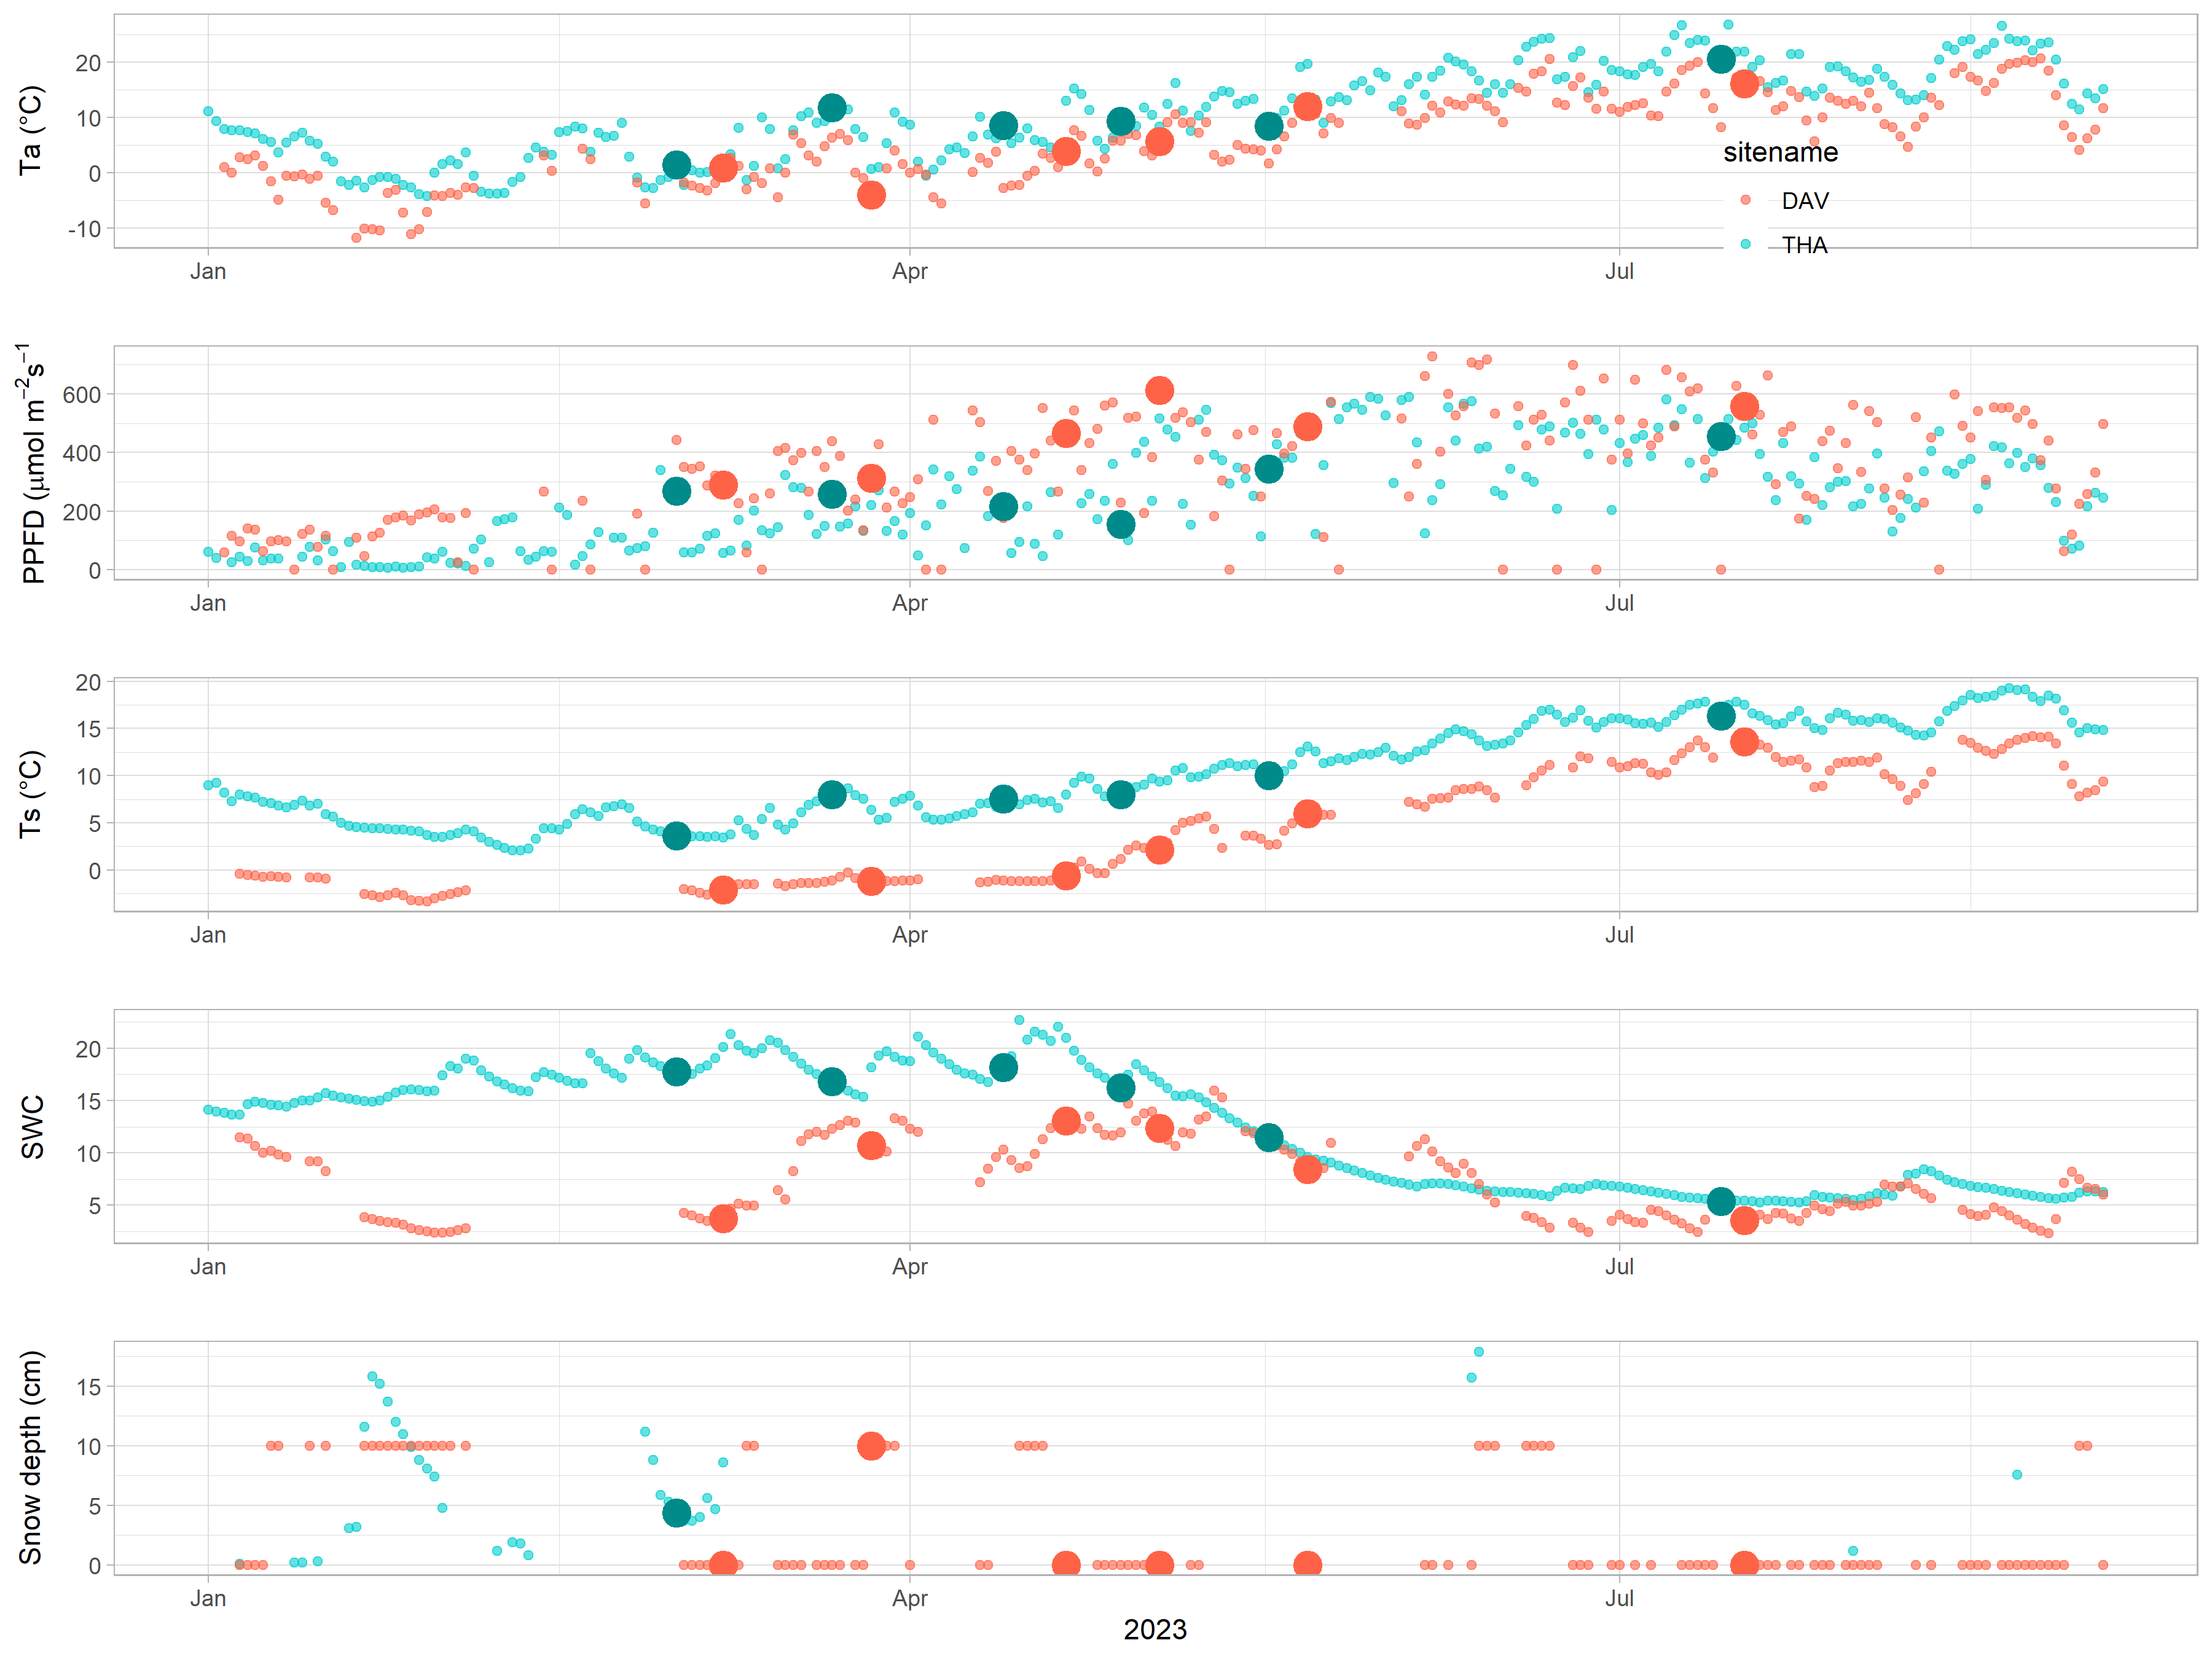 Ta (°C)
20
10
0
-10
sitename
DAV
THA
Jan Apr Jul
PPFD (μmol m⁻²s⁻¹
600
400
200
0
Jan Apr Jul
Ts (°C)
20
15
10
5
0
Jan Apr Jul
SWC
20
15
10
5
Jan Apr Jul
Snow depth (cm)
15
10
5
0
Jan Apr Jul
2023